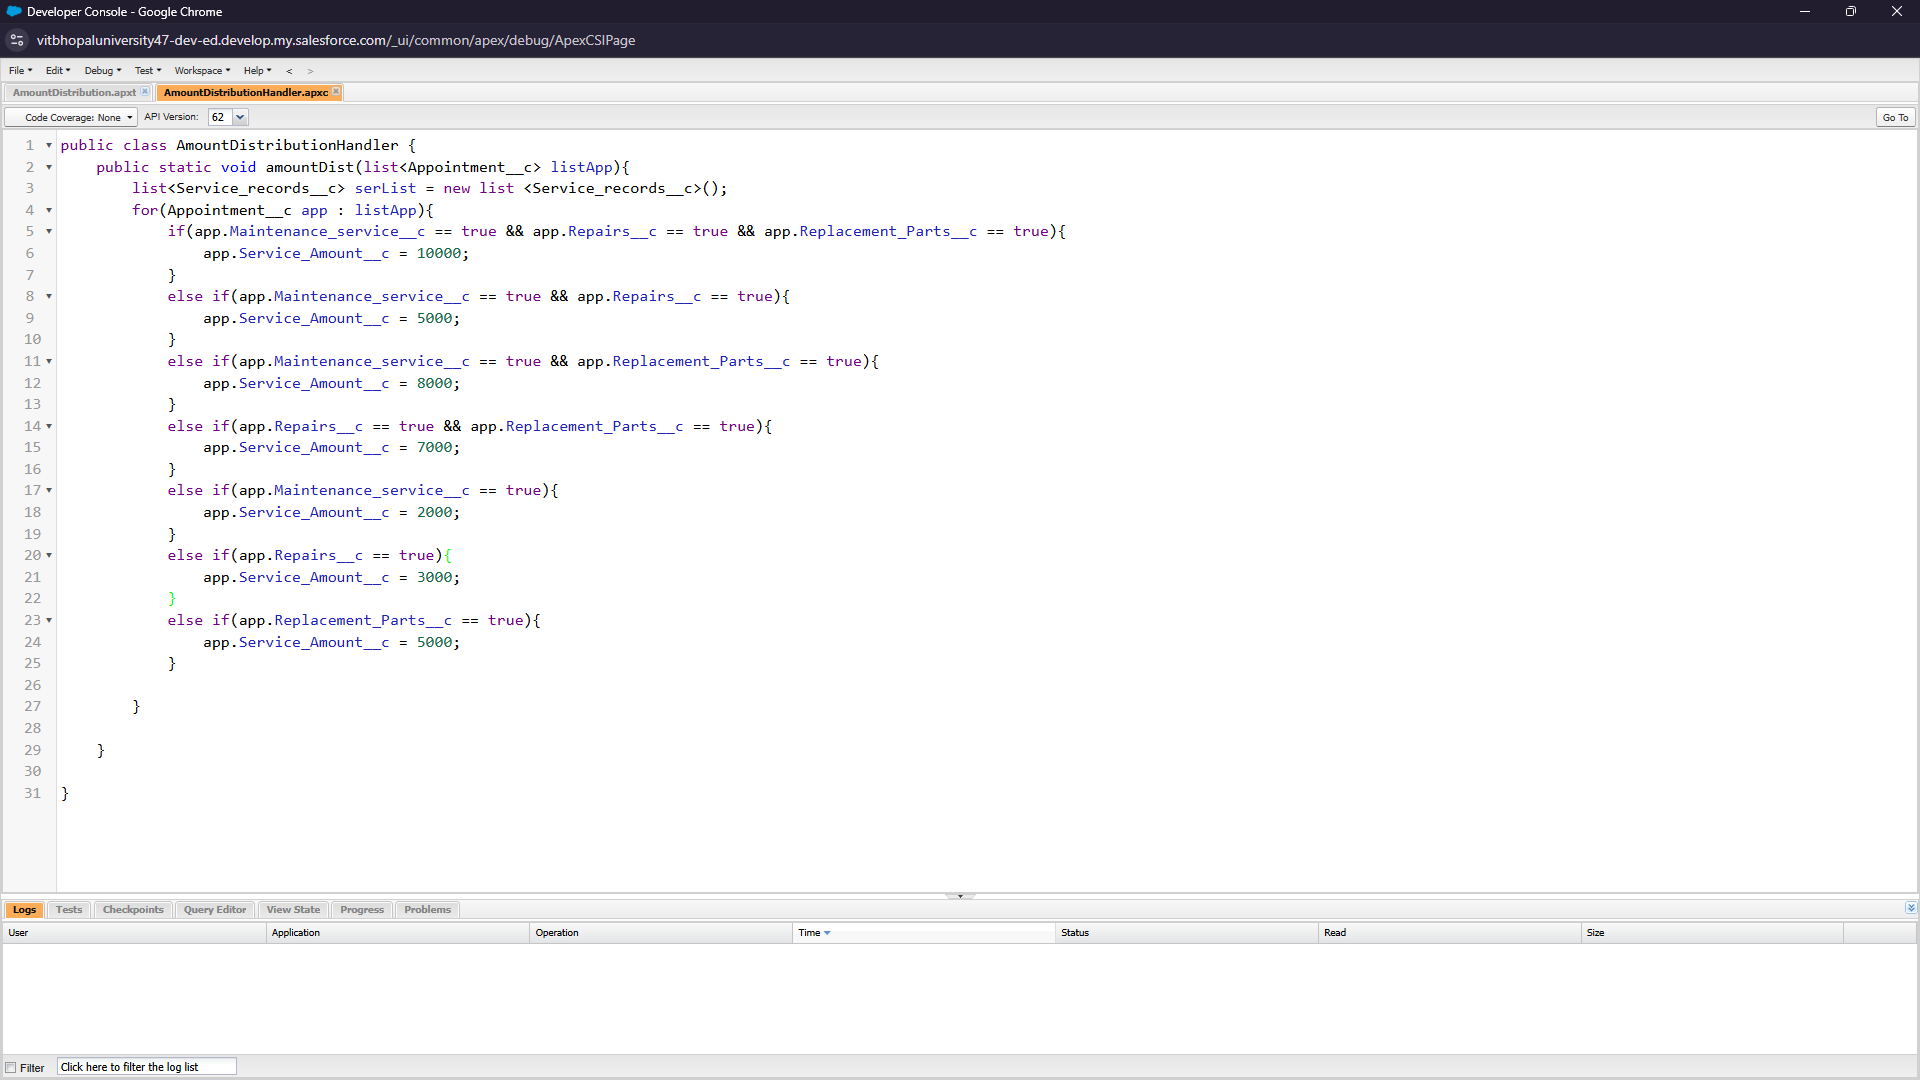 Developer Console - Google Chrome
vitbhopaluniversity47-dev-ed.develop.my.salesforce.com/_ui/common/apex/debug/ApexCSIPage
File Edit Debug Test Workspace Help < >
AmountDistribution.apxt AmountDistributionHandler.apxc
Code Coverage: None API Version: 62 Go To
1 public class AmountDistributionHandler {
2 public static void amountDist(list<Appointment__c> listApp){
3 list<Service_records__c> serList = new list <Service_records__c>();
4 for(Appointment__c app : listApp){
5 if(app.Maintenance_service__c == true && app.Repairs__c == true && app.Replacement_Parts__c == true){
6 app.Service_Amount__c = 10000;
7 }
8 else if(app.Maintenance_service__c == true && app.Repairs__c == true){
9 app.Service_Amount__c = 5000;
10 }
11 else if(app.Maintenance_service__c == true && app.Replacement_Parts__c == true){
12 app.Service_Amount__c = 8000;
13 }
14 else if(app.Repairs__c == true && app.Replacement_Parts__c == true){
15 app.Service_Amount__c = 7000;
16 }
17 else if(app.Maintenance_service__c == true){
18 app.Service_Amount__c = 2000;
19 }
20 else if(app.Repairs__c == true){
21 app.Service_Amount__c = 3000;
22 }
23 else if(app.Replacement_Parts__c == true){
24 app.Service_Amount__c = 5000;
25 }
26
27 }
28
29 }
30
31 }
Logs Tests Checkpoints Query Editor View State Progress Problems
User Application Operation Time Status Read Size
Filter Click here to filter the log list